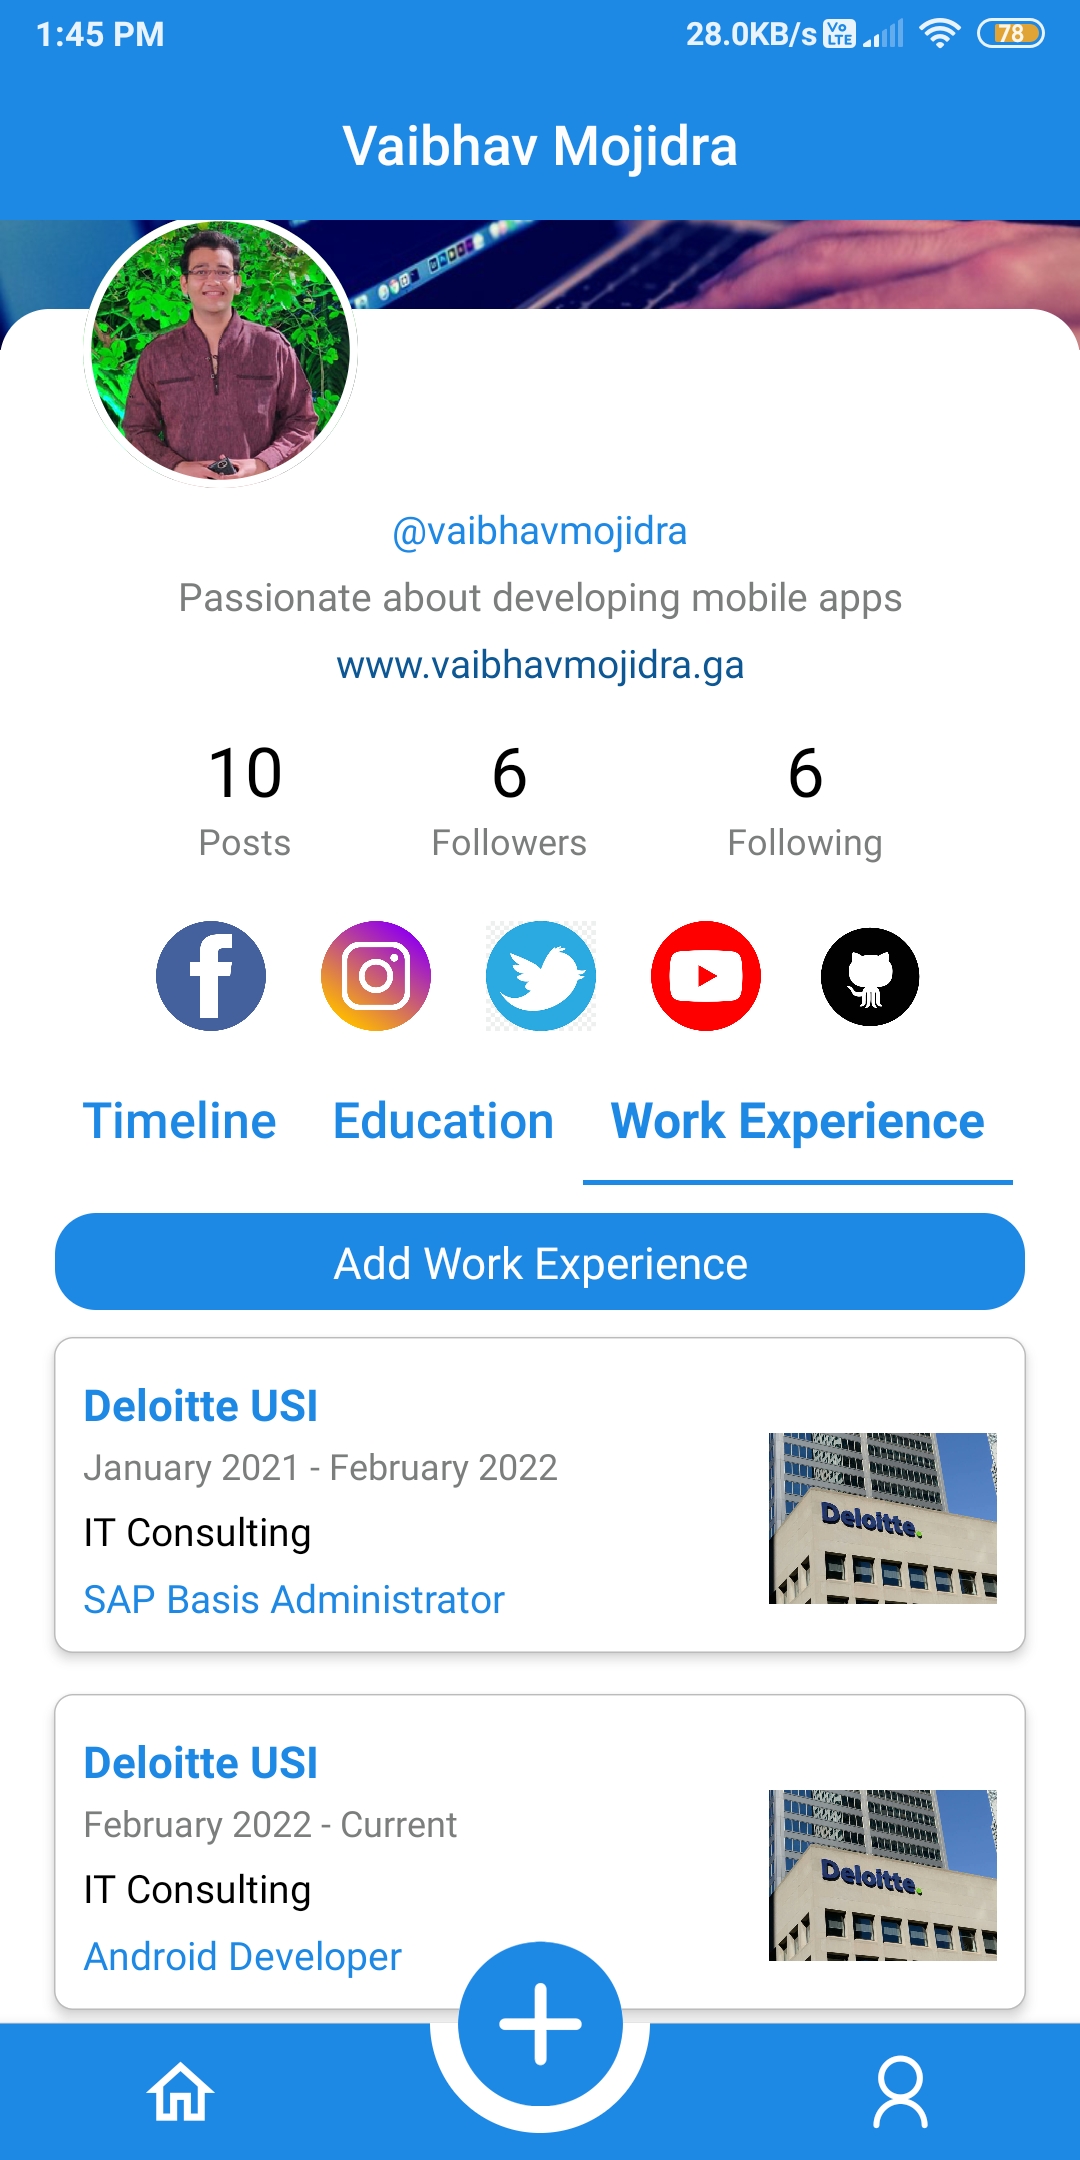 1:45 PM 28.0KB/s Vo LTE 78
Vaibhav Mojidra
@vaibhavmojidra
Passionate about developing mobile apps
www.vaibhavmojidra.ga
10 6 6
Posts Followers Following
Timeline Education Work Experience
Add Work Experience
Deloitte USI
January 2021 - February 2022
IT Consulting
SAP Basis Administrator
Deloitte.
Deloitte USI
February 2022 - Current
IT Consulting
Android Developer
Deloitte.